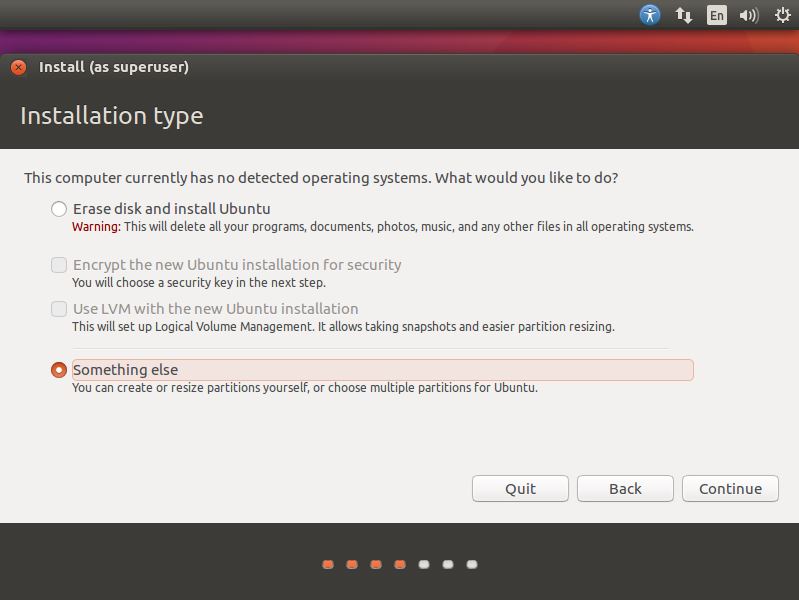 En
Install (as superuser)
Installation type
This computer currently has no detected operating systems. What would you like to do?
Erase disk and install Ubuntu
Warning: This will delete all your programs, documents, photos, music, and any other files in all operating systems.
Encrypt the new Ubuntu installation for security
You will choose a security key in the next step.
Use LVM with the new Ubuntu installation
This will set up Logical Volume Management. It allows taking snapshots and easier partition resizing.
Something else
You can create or resize partitions yourself, or choose multiple partitions for Ubuntu.
Quit Back Continue